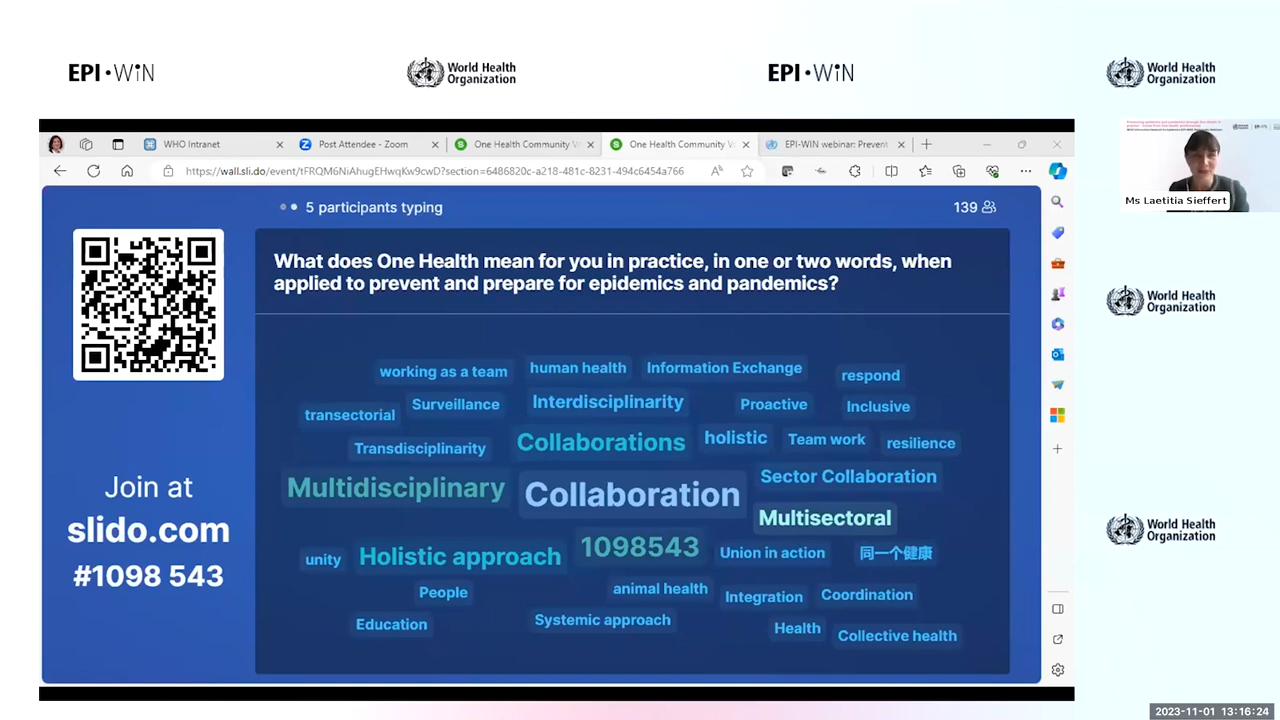 EPI•WiN
World Health
Organization
EPI•WiN
World Health
Organization
WHO Intranet
Post Attendee - Zoom
One Health Community V
One Health Community V
EPI-WIN webinar: Prevent
https://wall.sli.do/event/tFRQM6NiAhugEHwqKw9cwD?section=6486820c-a218-481c-8231-494c6454a766
Ms Laetitia Sieffert
5 participants typing
139
What does One Health mean for you in practice, in one or two words, when
applied to prevent and prepare for epidemics and pandemics?
working as a team
human health
Information Exchange
respond
transectorial
Surveillance
Interdisciplinarity
Proactive
Inclusive
Transdisciplinarity
Collaborations
holistic
Team work
resilience
Multidisciplinary
Collaboration
Sector Collaboration
Multisectoral
unity
Holistic approach
1098543
Union in action
同一个健康
People
animal health
Integration
Coordination
Education
Systemic approach
Health
Collective health
Join at
slido.com
#1098 543
World Health
Organization
World Health
Organization
2023-11-01 13:16:24